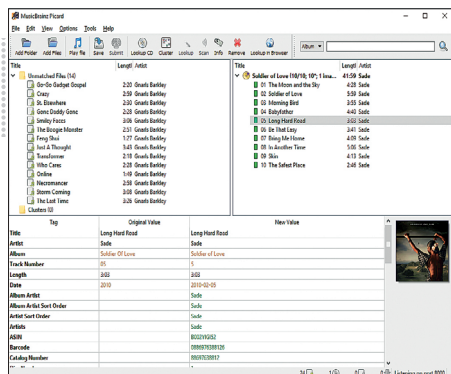 MusicBrainz Picard
File Edit View Options Tools Help
Add Folder Add Files Play file Save Submit Lookup CD Cluster Lookup Scan Info Remove Lookup in Browser Album
Title Length Artist
Unmatched Files (14)
Go-Go Gadget Gospel 2:20 Gnarls Barkley
Crazy 2:59 Gnarls Barkley
St. Elsewhere 2:30 Gnarls Barkley
Gone Daddy Gone 2:28 Gnarls Barkley
Smiley Faces 3:06 Gnarls Barkley
The Boogie Monster 2:51 Gnarls Barkley
Feng Shui 1:27 Gnarls Barkley
Just A Thought 3:43 Gnarls Barkley
Transformer 2:18 Gnarls Barkley
Who Cares 2:28 Gnarls Barkley
Online 1:49 Gnarls Barkley
Necromancer 2:58 Gnarls Barkley
Storm Coming 3:08 Gnarls Barkley
The Last Time 3:26 Gnarls Barkley
Clusters (0)
Title Length Artist
Soldier of Love (10/10; 10*; 1 ima... 41:59 Sade
01 The Moon and the Sky 4:28 Sade
02 Soldier of Love 5:59 Sade
03 Morning Bird 3:55 Sade
04 Babyfather 4:40 Sade
05 Long Hard Road 3:03 Sade
06 Be That Easy 3:41 Sade
07 Bring Me Home 4:09 Sade
08 In Another Time 5:06 Sade
09 Skin 4:13 Sade
10 The Safest Place 2:46 Sade
Tag Original Value New Value
Title Long Hard Road Long Hard Road
Artist Sade Sade
Album Soldier Of Love Soldier of Love
Track Number 05 5
Length 3:03 3:03
Date 2010 2010-02-05
Album Artist Sade
Album Artist Sort Order Sade
Artist Sort Order Sade
Artists Sade
ASIN
Barcode
Catalog Number 88697638812
Listening on port 8000